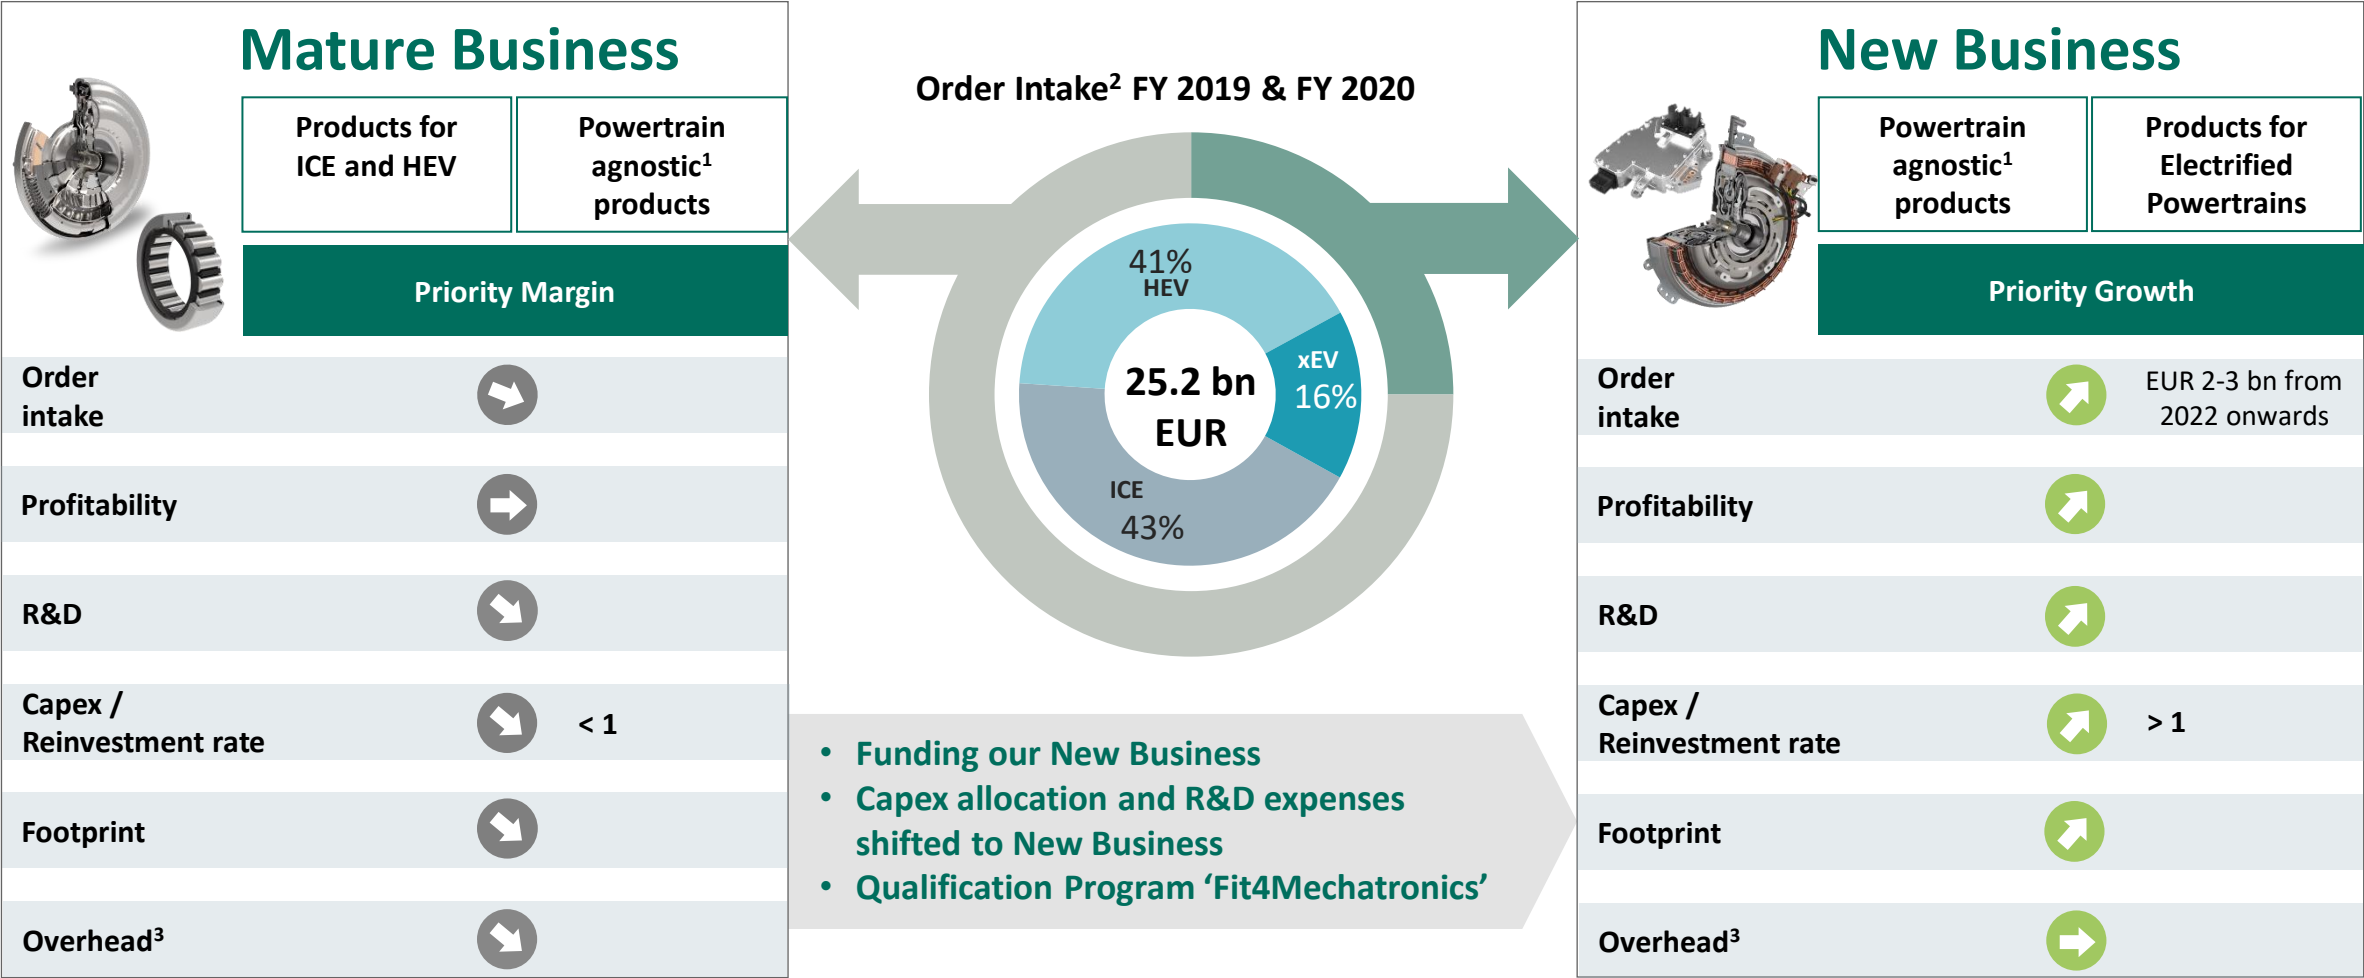 Mature Business
Products for
ICE and HEV
Powertrain
agnostic1
products
Priority Margin
Order
intake
Profitability
R&D
Capex /
Reinvestment rate
< 1
Footprint
Overhead3
Order Intake2 FY 2019 & FY 2020
41%
HEV
xEV
16%
25.2 bn
EUR
ICE
43%
• Funding our New Business
• Capex allocation and R&D expenses
shifted to New Business
• Qualification Program ‘Fit4Mechatronics’
New Business
Powertrain
agnostic1
products
Products for
Electrified
Powertrains
Priority Growth
Order
intake
EUR 2-3 bn from
2022 onwards
Profitability
R&D
Capex /
Reinvestment rate
> 1
Footprint
Overhead3